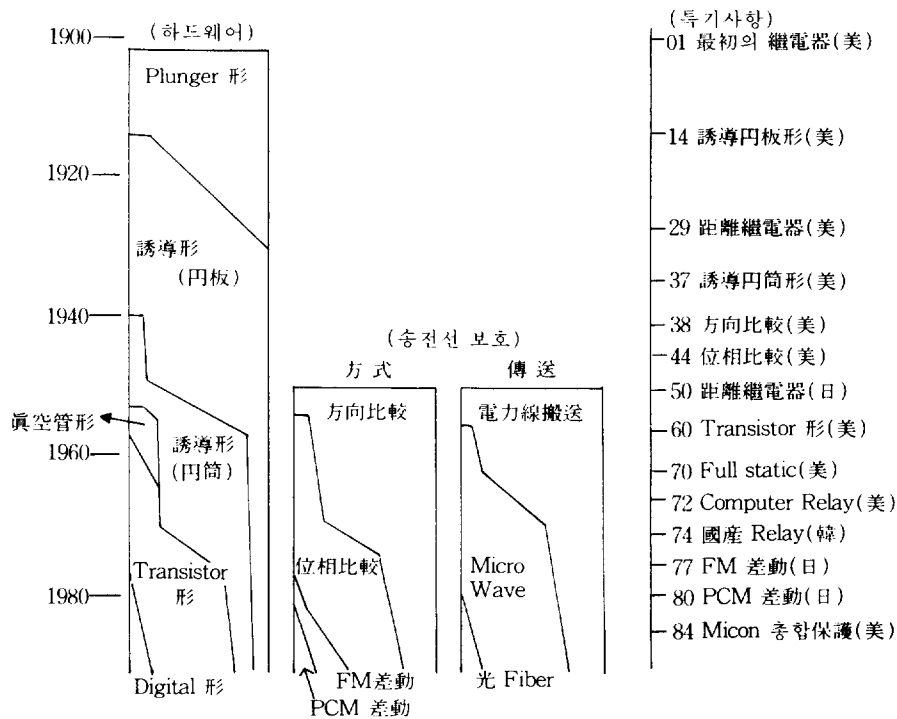 (하드웨어)
1900
1920
1940
1960
1980
Plunger 形
誘導形
(円板)
眞空管形
誘導形
(円筒)
Transistor
形
Digital 形
(송전선 보호)
方式
方向比較
位相比較
FM差動
PCM 差動
傳送
電力線搬送
Micro
Wave
光 Fiber
(특기사항)
01 最初의 繼電器(美)
14 誘導円板形(美)
29 距離繼電器(美)
37 誘導円筒形(美)
38 方向比較(美)
44 位相比較(美)
50 距離繼電器(日)
60 Transistor 形(美)
70 Full static(美)
72 Computer Relay(美)
74 國産 Relay(韓)
77 FM 差動(日)
80 PCM 差動(日)
84 Micon 총합保護(美)